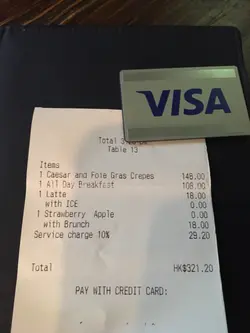 VISA
Total
Table 13
Items
1 Caesar and Foie Gras Crepes 148.00
1 All Day Breakfast 108.00
1 Latte 18.00
with ICE 0.00
1 Strawberry Apple 0.00
with Brunch 18.00
Service charge 10% 29.20
Total HK$321.20
PAY WITH CREDIT CARD: